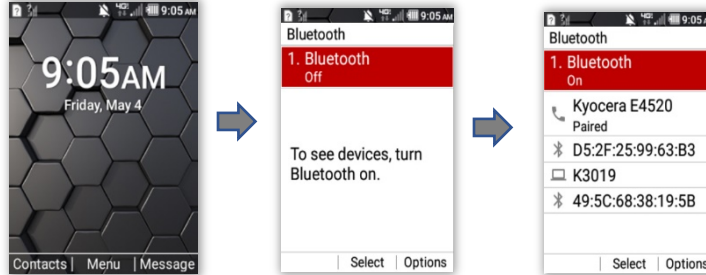 9:05 AM
9:05AM
Friday, May 4
Contacts | Menu | Message
9:05 AM
Bluetooth
1. Bluetooth
Off
To see devices, turn
Bluetooth on.
Select | Options
9:05 A
Bluetooth
1. Bluetooth
On
Kyocera E4520
Paired
D5:2F:25:99:63:B3
K3019
49:5C:68:38:19:5B
Select | Options